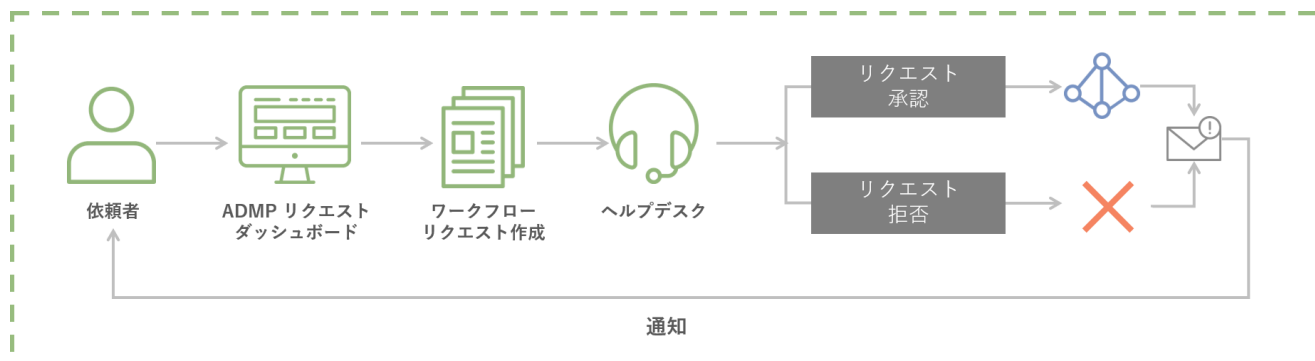 リクエスト
承認
リクエスト
拒否
依頼者
ADMP リクエスト
ダッシュボード
ワークフロー
リクエスト作成
ヘルプデスク
通知